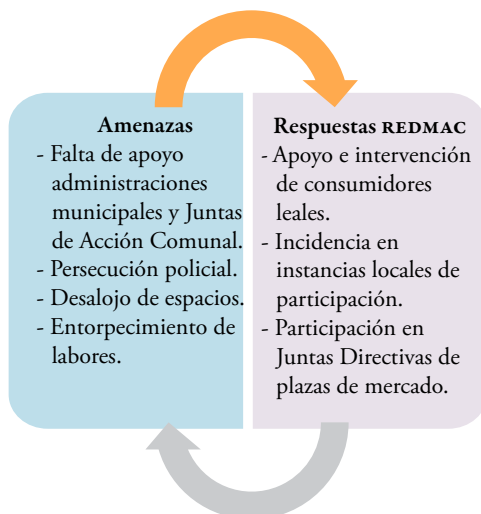 Amenazas
- Falta de apoyo
administraciones
municipales y Juntas
de Acción Comunal.
- Persecución policial.
- Desalojo de espacios.
- Entorpecimiento de
labores.
Respuestas REDMAC
- Apoyo e intervención
de consumidores
leales.
- Incidencia en
instancias locales de
participación.
- Participación en
Juntas Directivas de
plazas de mercado.